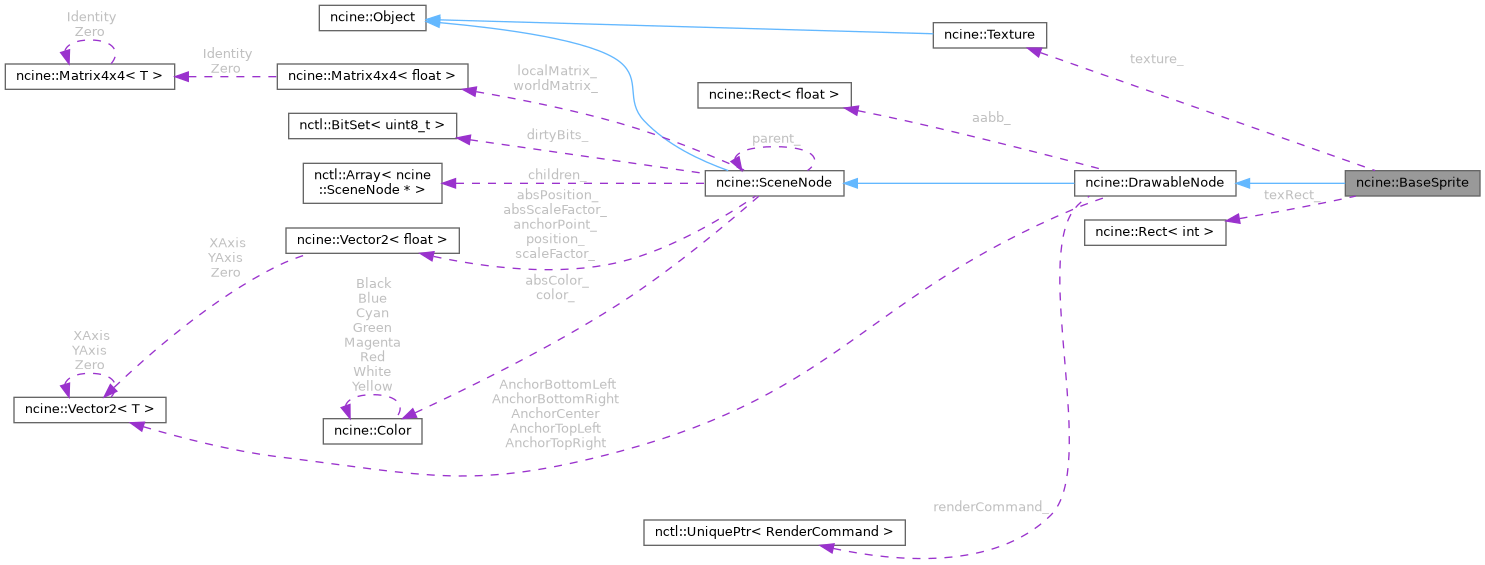 Identity
Zero
ncine::Object
ncine::Texture
Identity
Zero
texture_
ncine::Matrix4x4< T >
ncine::Matrix4x4< float >
localMatrix_
worldMatrix_
ncine::Rect< float >
aabb_
nctl::BitSet< uint8_t >
dirtyBits_
parent_
nctl::Array< ncine
::SceneNode * >
children_
ncine::SceneNode
ncine::DrawableNode
ncine::BaseSprite
absPosition_
absScaleFactor_
anchorPoint_
position_
scaleFactor_
texRect_
ncine::Rect< int >
XAxis
YAxis
Zero
ncine::Vector2< float >
absColor_
color_
Black
Blue
Cyan
Green
Magenta
Red
White
Yellow
XAxis
YAxis
Zero
ncine::Vector2< T >
ncine::Color
AnchorBottomLeft
AnchorBottomRight
AnchorCenter
AnchorTopLeft
AnchorTopRight
renderCommand_
nctl::UniquePtr< RenderCommand >